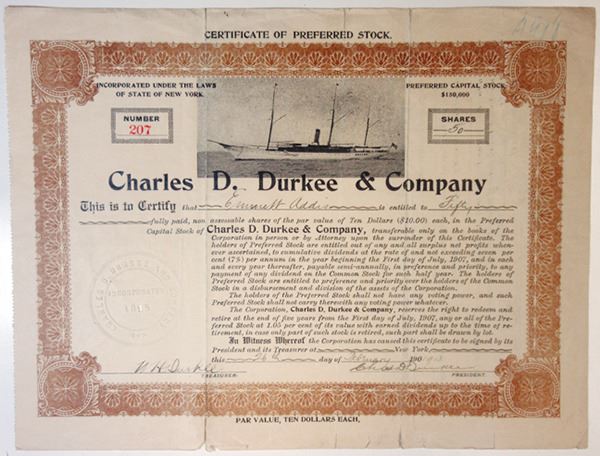 CERTIFICATE OF PREFERRED STOCK.
INCORPORATED UNDER THE LAWS
OF STATE OF NEW YORK.
PREFERRED CAPITAL STOCK
$150,000
NUMBER
207
SHARES
50
Charles D. Durkee & Company
This is to Certify that Emmett Addis is entitled to Fifty
fully paid, non assessable shares of the par value of Ten Dollars ($10.00) each, in the Preferred
Capital Stock of Charles D. Durkee & Company, transferable only on the books of the
Corporation in person or by Attorney upon the surrender of this Certificate. The
holders of Preferred Stock are entitled out of any and all surplus net profits when-
ever ascertained, to cumulative dividends at the rate of and not exceeding seven per
cent (7%) per annum in the year beginning the First day of July, 1907, and in each
and every year thereafter, payable semi-annually, in preference and priority, to any
payment of any dividend on the Common Stock for such half year. The holders of
Preferred Stock are entitled to preference and priority over the holders of the Common
Stock in a disbursement and division of the assets of the Corporation.
The holders of the Preferred Stock shall not have any voting power, and such
Preferred Stock shall not carry therewith any voting power whatever.
The Corporation, Charles D, Durkee & Company, reserves the right to redeem and
retire at the end of five years from the First day of July, 1907, any or all of the Pre-
ferred Stock at 1.05 per cent of its value with earned dividends up to the time of re-
tirement, in case only part of such stock is retired, such part shall be drawn by lot.
In Witness Whereof the Corporation has caused this certificate to be signed by its
President and its Treasurer at New York
this 26 day of February 190
W. H. Durkee
TREASURER.
Chas D Durkee
PRESIDENT.
INCORPORATED
PAR VALUE, TEN DOLLARS EACH,